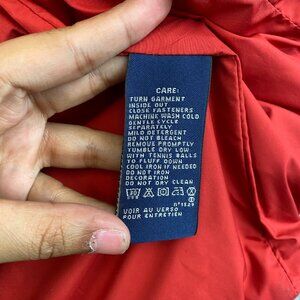 CARE:
TURN GARMENT
INSIDE OUT
CLOSE FASTENERS
MACHINE WASH COLD
GENTLE CYCLE
SEPARATELY
MILD DETERGENT
DO NOT BLEACH
REMOVE PROMPTLY
TUMBLE DRY LOW
WITH TENNIS BALLS
TO FLUFF DOWN
COOL IRON IF NEEDED
DO NOT IRON
DECORATION
DO NOT DRY CLEAN
VOIR AU VERSO
POUR ENTRETIEN